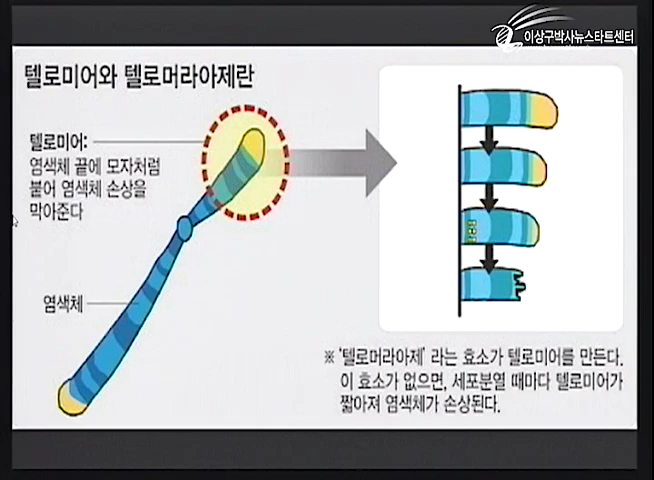 이상구박사뉴스타트센터
텔로미어와 텔로머라아제란
텔로미어:
염색체 끝에 모자처럼
붙어 염색체 손상을
막아준다
염색체
※ '텔로머라아제' 라는 효소가 텔로미어를 만든다.
이 효소가 없으면, 세포분열 때마다 텔로미어가
짧아져 염색체가 손상된다.